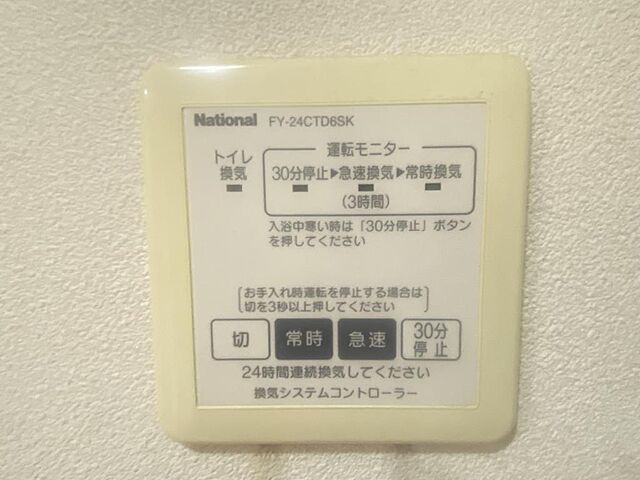 National FY-24CTD6SK
運転モニター
トイレ
換気
30分停止▶急速換気▶常時換気
(3時間)
入浴中寒い時は「30分停止」ボタン
を押してください
お手入れ時運転を停止する場合は
切を3秒以上押してください
切 常時 急速 30分
停止
24時間連続換気してください
換気システムコントローラー